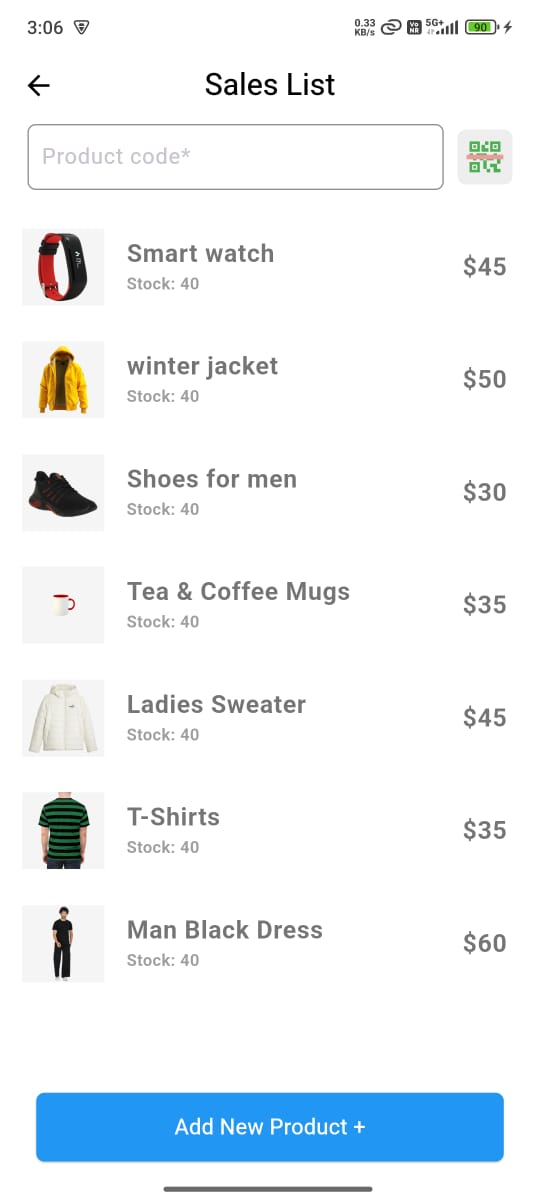 3:06
0.33
KB/s
Vo
NR
5G+
90
Sales List
Product code*
Smart watch
Stock: 40
$45
winter jacket
Stock: 40
$50
Shoes for men
Stock: 40
$30
Tea & Coffee Mugs
Stock: 40
$35
Ladies Sweater
Stock: 40
$45
T-Shirts
Stock: 40
$35
Man Black Dress
Stock: 40
$60
Add New Product +